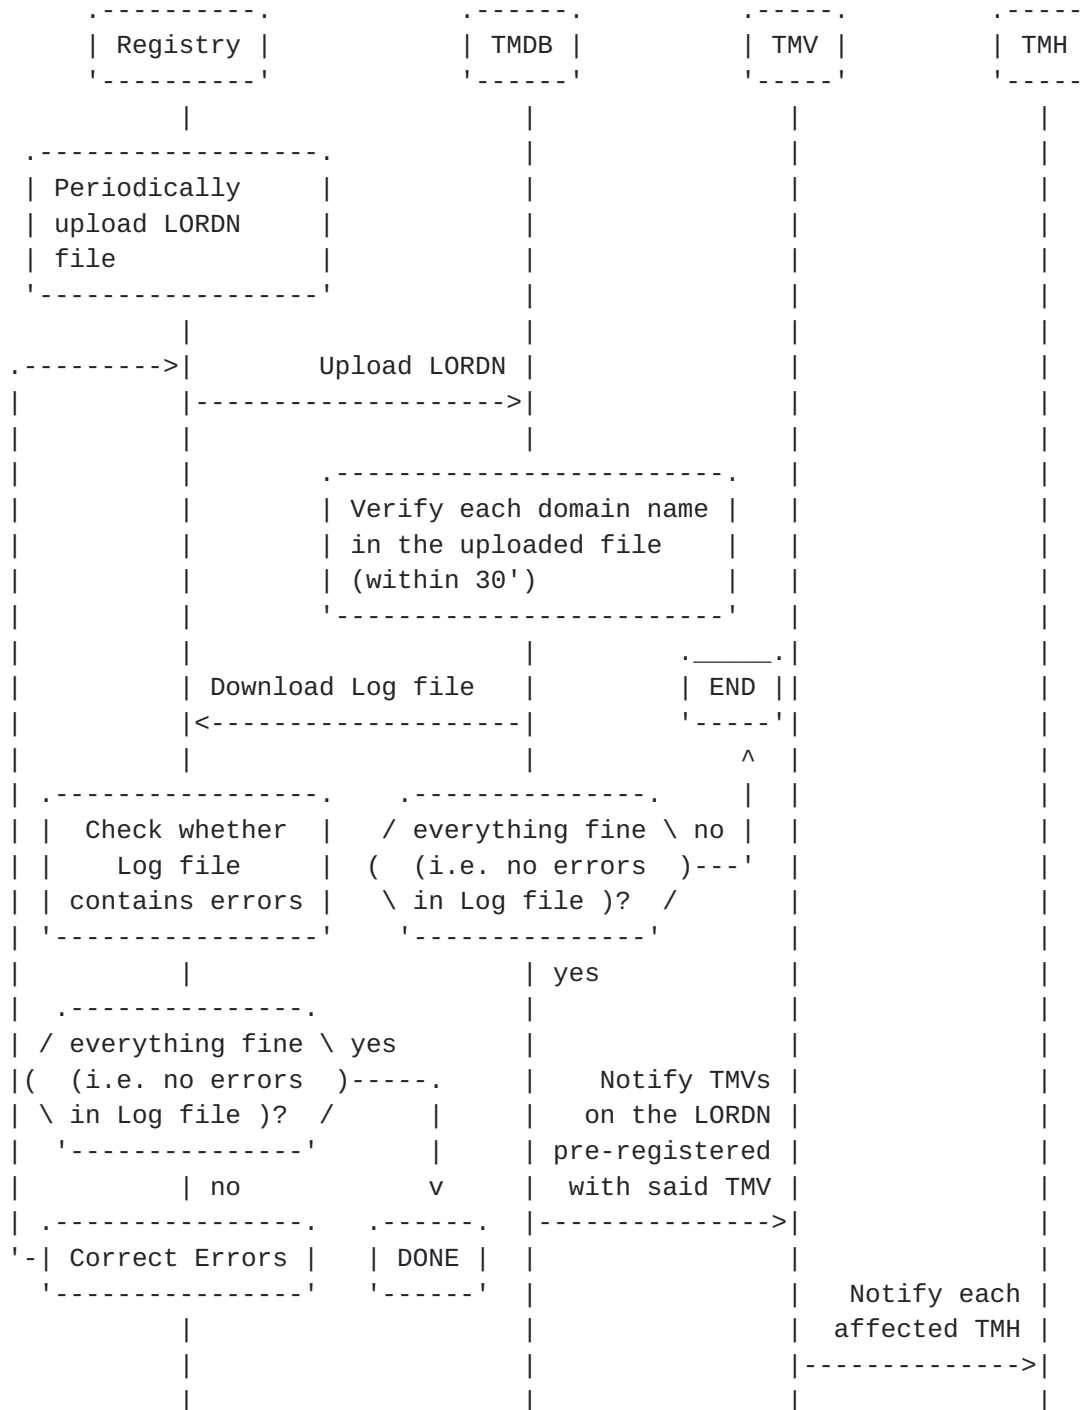 Registry TMDB TMV TMH
Periodically
upload LORDN
file
Upload LORDN
Verify each domain name
in the uploaded file
(within 30')
Download Log file END
Check whether / everything fine \ no
Log file ( (i.e. no errors )
contains errors \ in Log file )? /
yes
/ everything fine \ yes
( (i.e. no errors ) Notify TMVs
\ in Log file )? / on the LORDN
pre-registered
no v with said TMV
Correct Errors DONE
Notify each
affected TMH